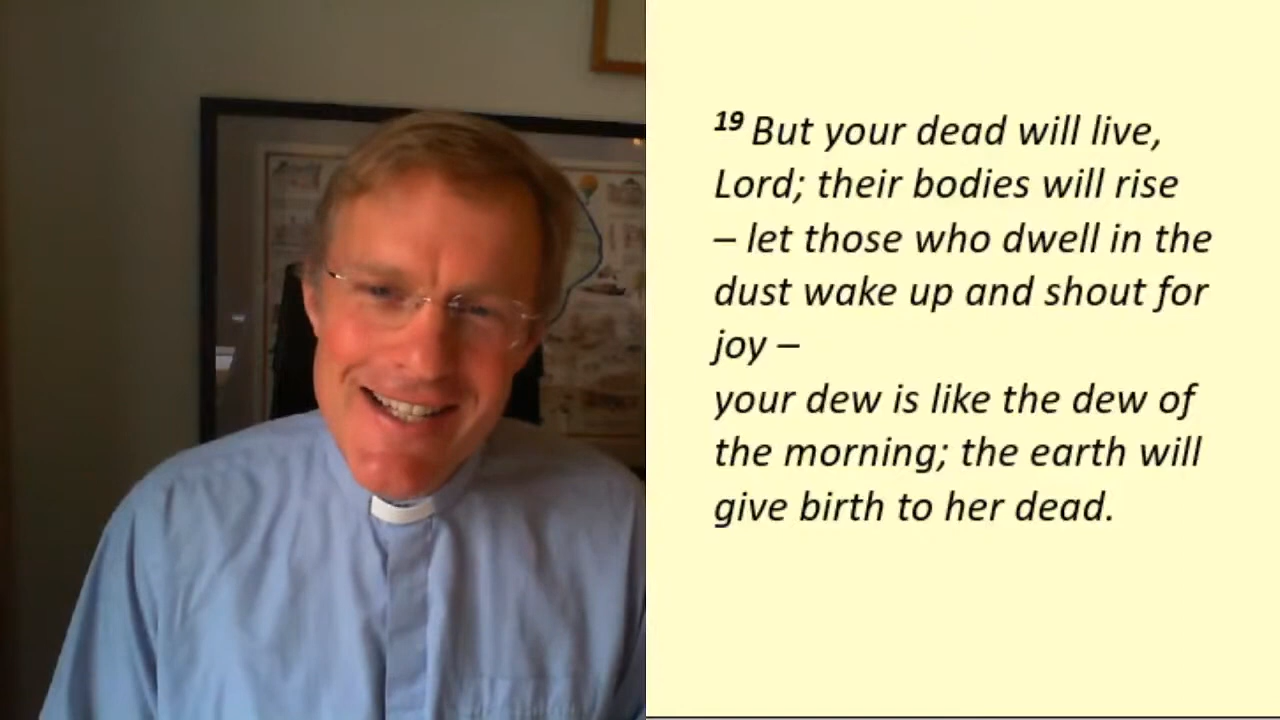 19 But your dead will live,
Lord; their bodies will rise
– let those who dwell in the
dust wake up and shout for
joy –
your dew is like the dew of
the morning; the earth will
give birth to her dead.